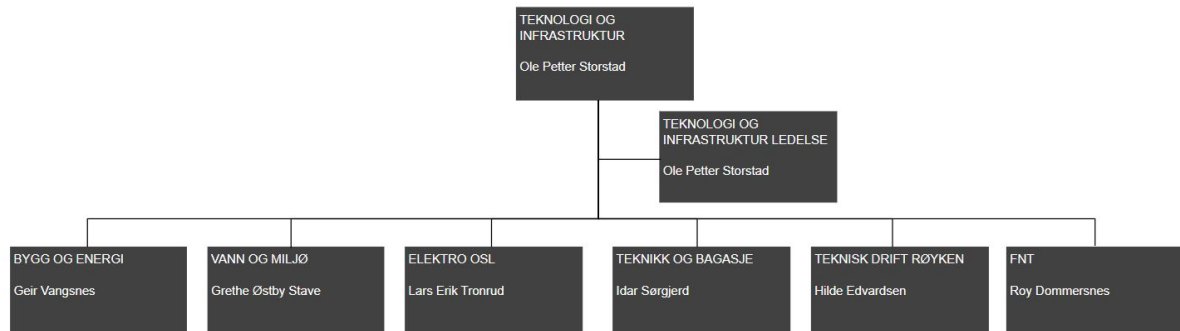 TEKNOLOGI OG
INFRASTRUKTUR
Ole Petter Storstad
TEKNOLOGI OG
INFRASTRUKTUR LEDELSE
Ole Petter Storstad
BYGG OG ENERGI
Geir Vangsnes
VANN OG MILJØ
Grethe Østby Stave
ELEKTRO OSL
Lars Erik Tronrud
TEKNIKK OG BAGASJE
Idar Sørgjerd
TEKNISK DRIFT RØYKEN
Hilde Edvardsen
FNT
Roy Dommersnes